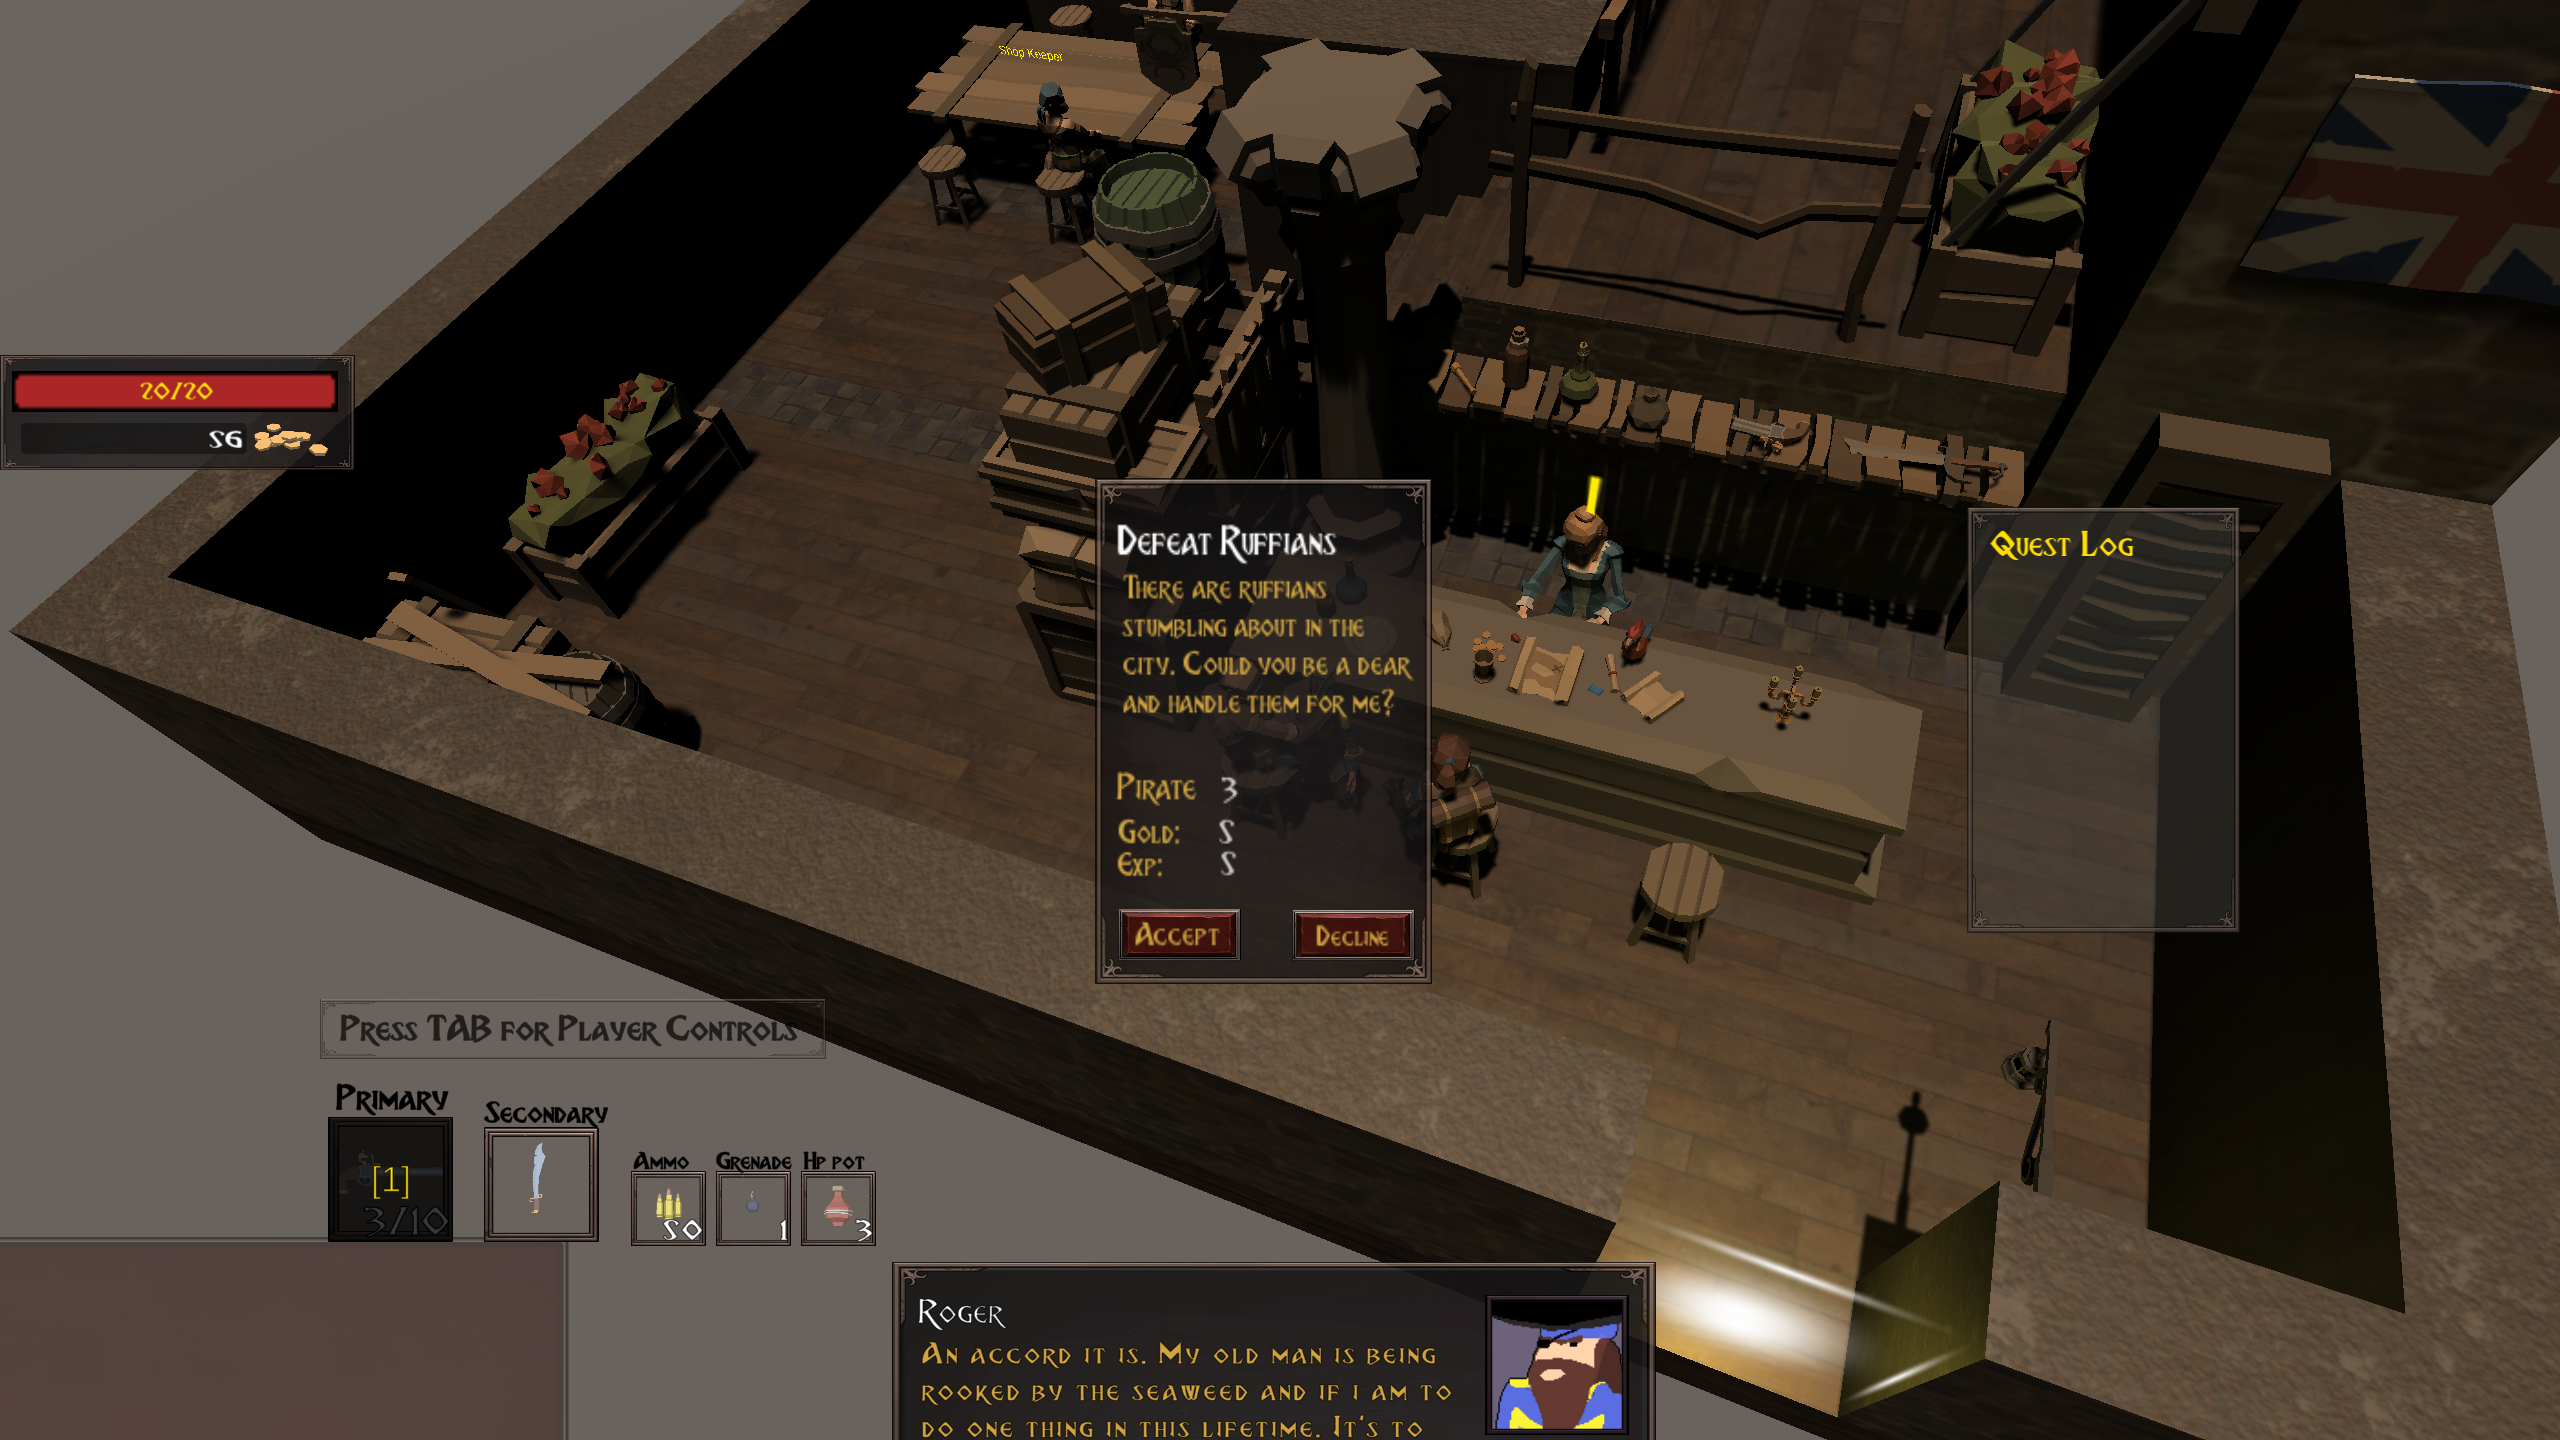 Shop Keeper
20/20
56
Defeat Ruffians
There are ruffians
stumbling about in the
city. Could you be a dear
and handle them for me?
Pirate 3
Gold: 5
Exp: 5
Accept
Decline
Quest Log
Press TAB for Player Controls
Primary
[1]
3/10
Secondary
Ammo
50
Grenade
1
Hp pot
3
Roger
An accord it is. My old man is being
rooked by the seaweed and if i am to
do one thing in this lifetime. It's to